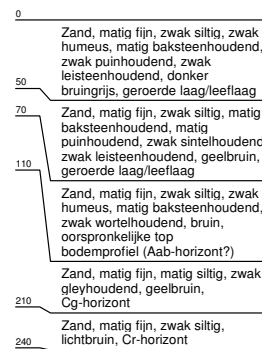 0
Zand, matig fijn, zwak siltig, zwak
humeus, matig baksteenhoudend,
zwak puinhoudend, zwak
leisteenhoudend, donker
50
bruingrijs, geroerde laag/leeflaag
70
Zand, matig fijn, zwak siltig, matig
baksteenhoudend, matig
puinhoudend, zwak sintelhoudend
zwak leisteenhoudend, geelbruin,
110
geroerde laag/leeflaag
Zand, matig fijn, zwak siltig, zwak
humeus, matig baksteenhoudend,
zwak wortelhoudend, bruin,
oorspronkelijke top
bodemprofiel (Aab-horizont?)
Zand, matig fijn, matig siltig, zwak
gleyhoudend, geelbruin,
210
Cg-horizont
Zand, matig fijn, zwak siltig,
240
lichtbruin, Cr-horizont